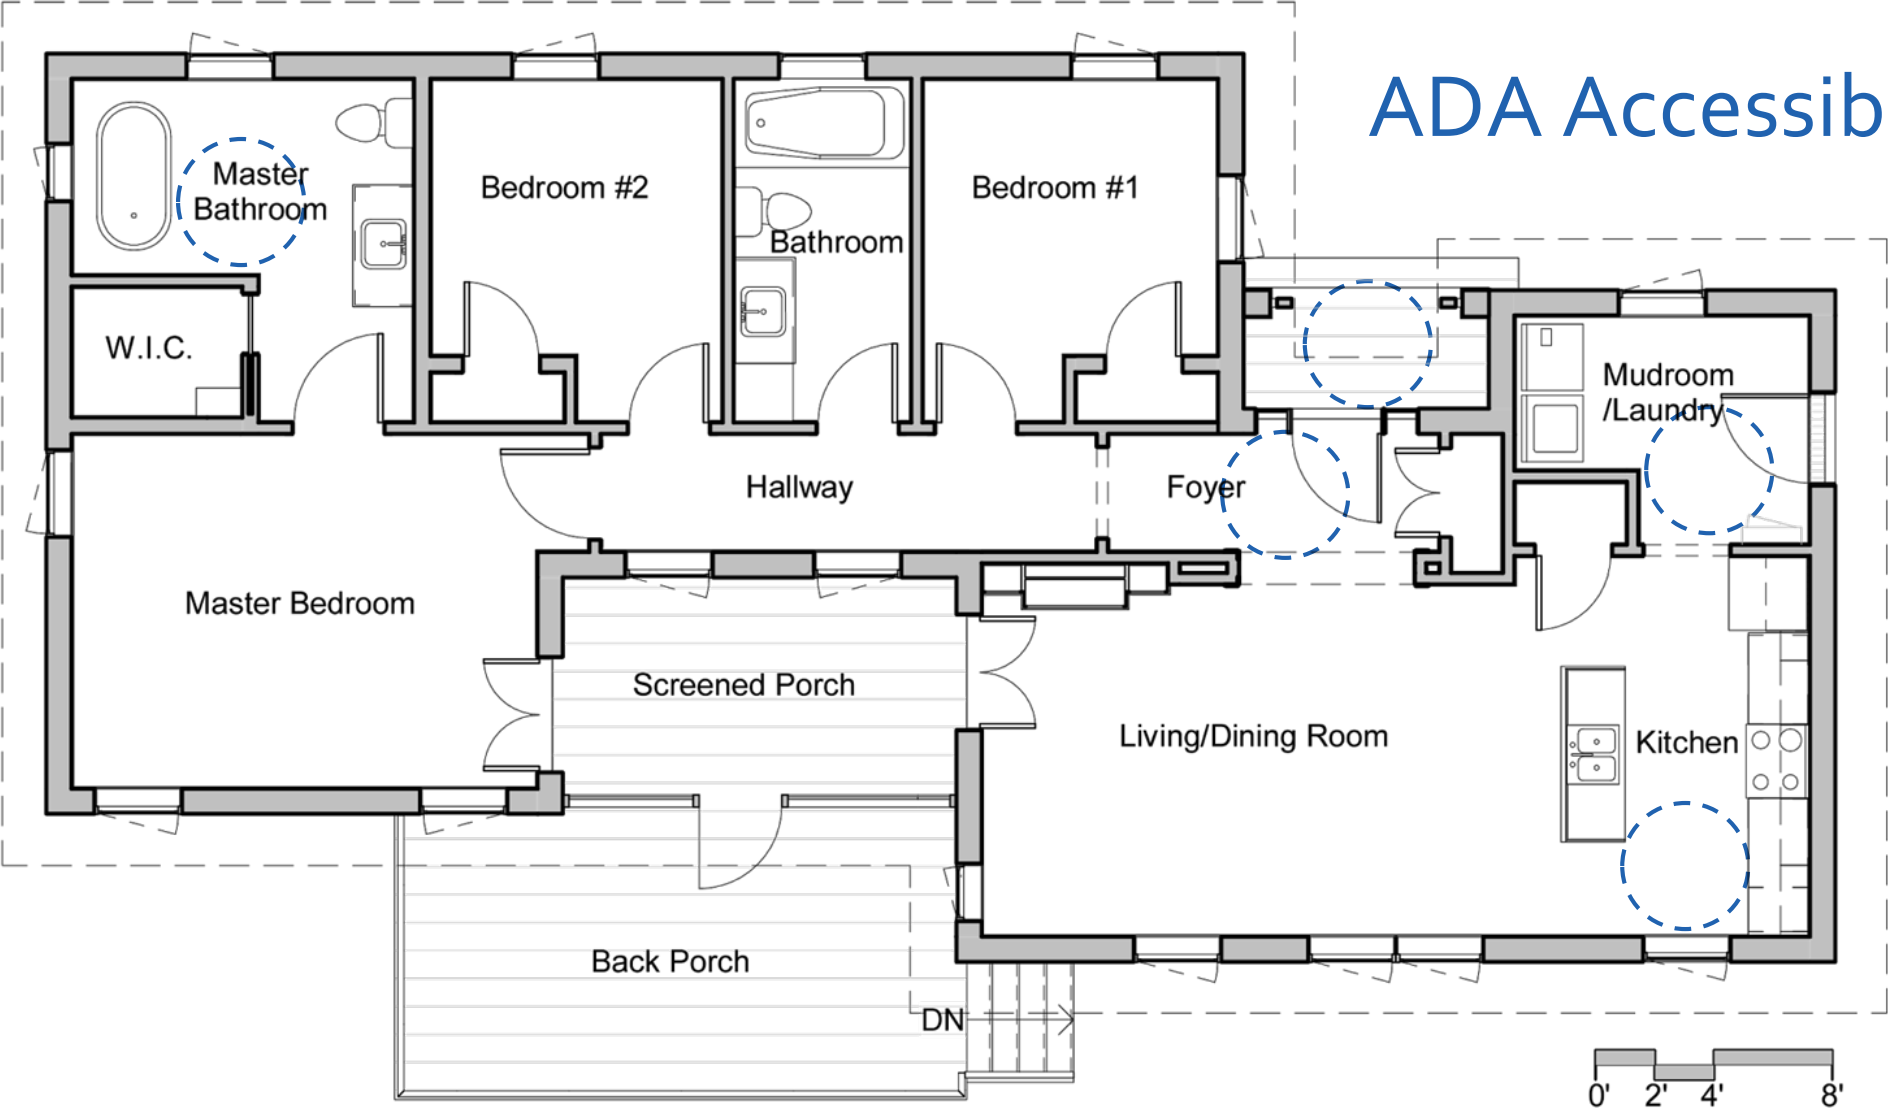 ADA Accessib
Master
Bathroom
Bedroom #2
Bathroom
Bedroom #1
W.I.C.
Mudroom
/Laundry
Hallway
Foyer
Master Bedroom
Screened Porch
Living/Dining Room
Kitchen
Back Porch
DN
0' 2' 4' 8'